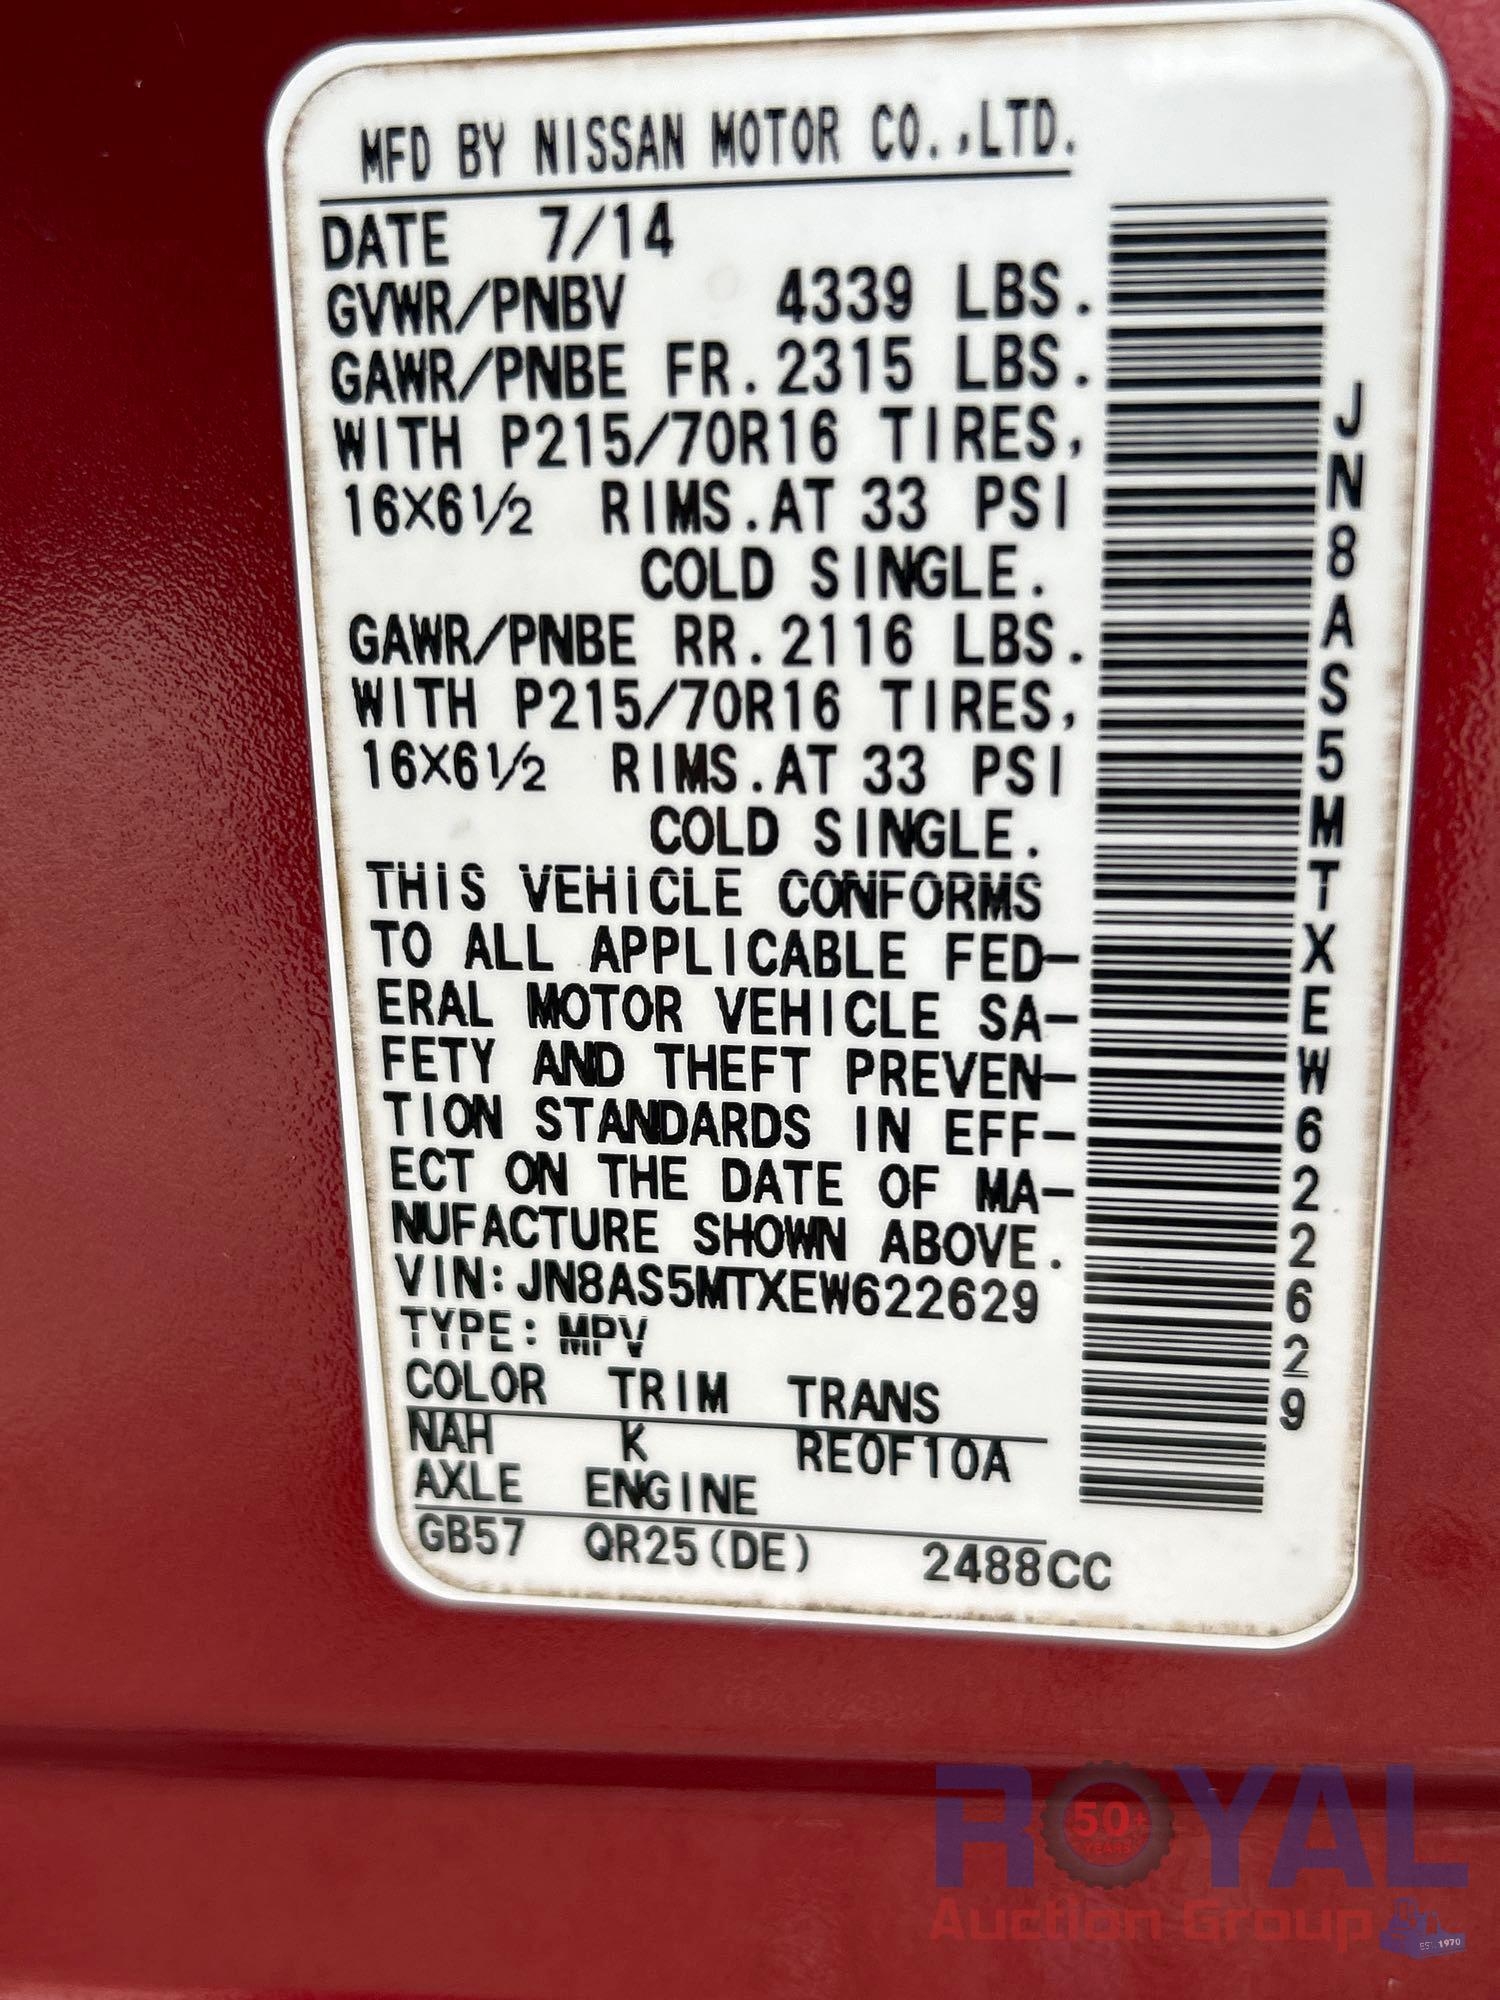 MFD BY NISSAN MOTOR CO.,LTD.
DATE 7/14
GVWR/PNBV 4339 LBS.
GAWR/PNBE FR.2315 LBS.
WITH P215/70R16 TIRES,
16×6½ RIMS.AT 33 PSI
COLD SINGLE.
GAWR/PNBE RR.2116 LBS.
WITH P215/70R16 TIRES,
16×6½ RIMS.AT 33 PSI
COLD SINGLE.
THIS VEHICLE CONFORMS
TO ALL APPLICABLE FED-
ERAL MOTOR VEHICLE SA-
FETY AND THEFT PREVEN-
TION STANDARDS IN EFF-
ECT ON THE DATE OF MA-
NUFACTURE SHOWN ABOVE.
VIN:JN8AS5MTXEW622629
TYPE:MPV
COLOR TRIM TRANS
NAH K RE0F10A
AXLE ENGINE
GB57 QR25(DE) 2488CC
JN8AS5MTXEW622629
ROYAL
50+
YEARS
Auction Group
EST. 1970